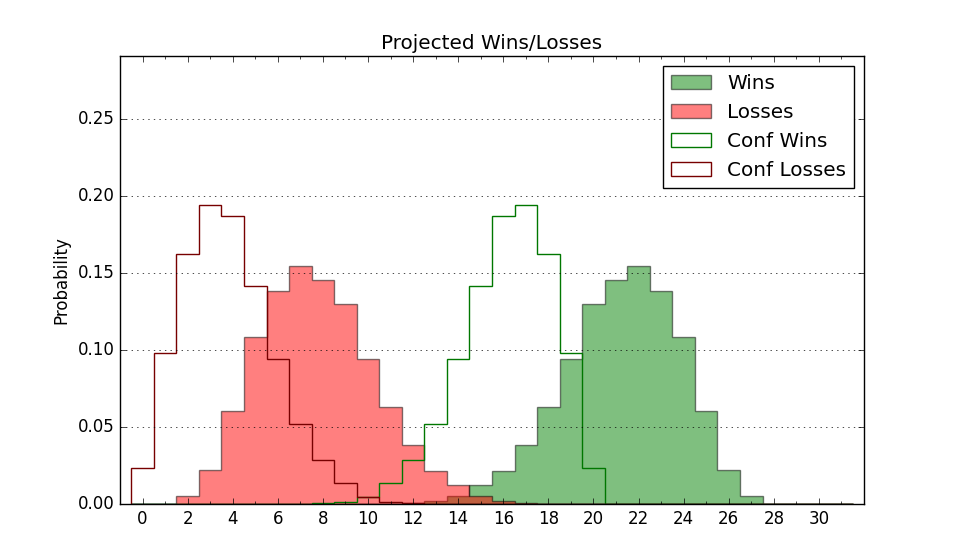 Projected Wins/Losses
Wins
Losses
Conf Wins
Conf Losses
Probability
0.25
0.20
0.15
0.10
0.05
0.00
0 2 4 6 8 10 12 14 16 18 20 22 24 26 28 30